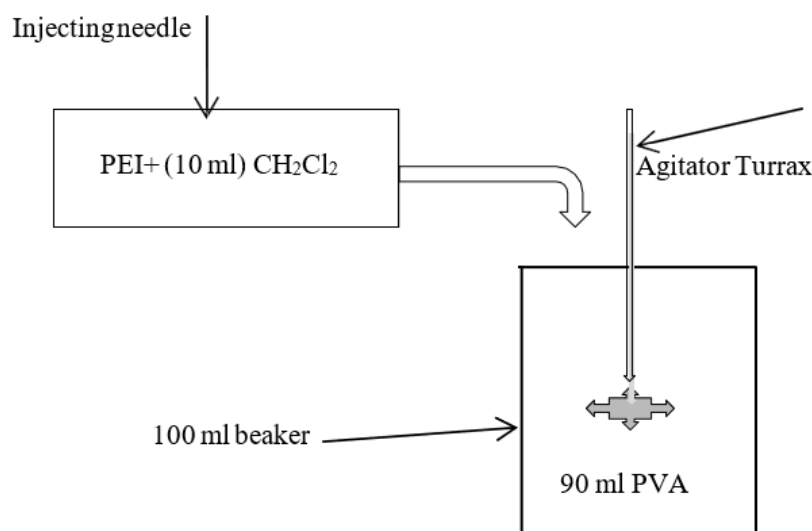 Injectingneedle
PEI+ (10 ml) CH₂Cl₂
Agitator Turrax
100 ml beaker
90 ml PVA